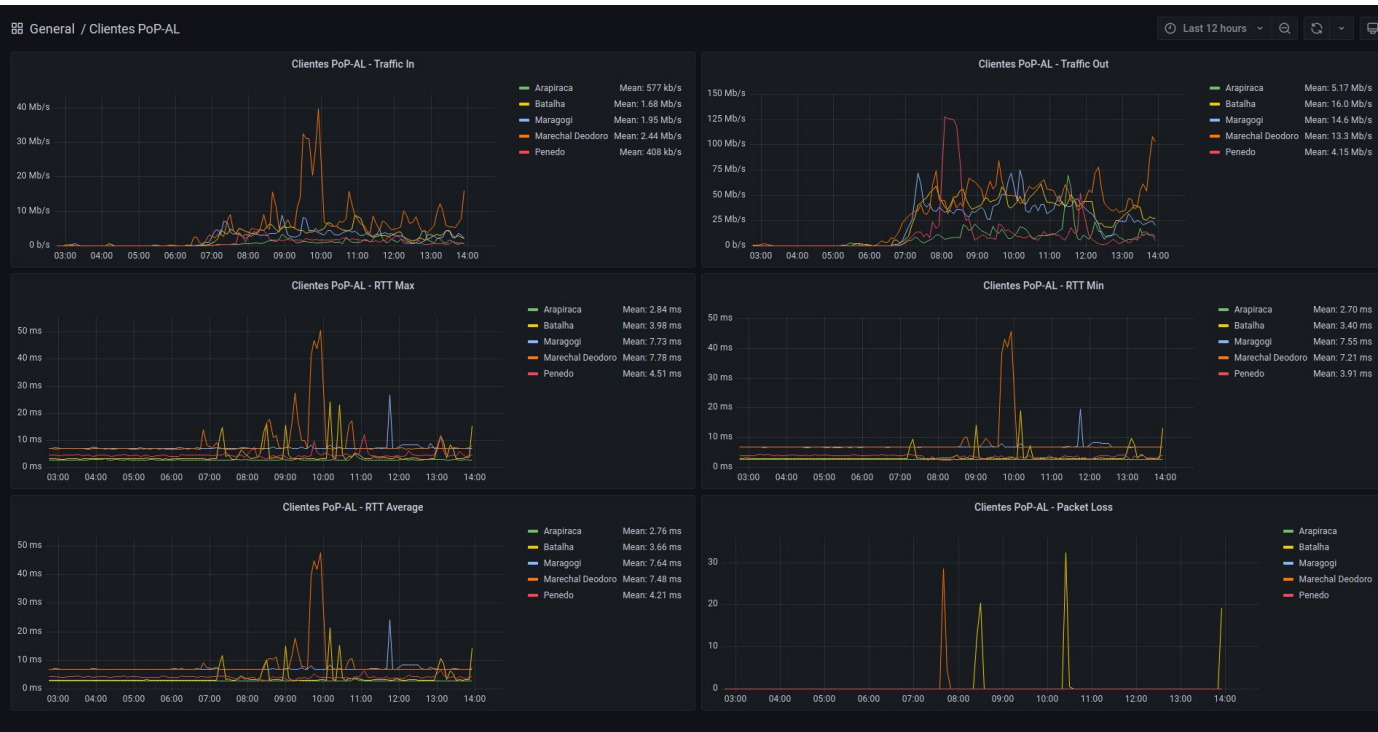 General / Clientes PoP-AL
Last 12 hours
Clientes PoP-AL - Traffic In
40 Mb/s
30 Mb/s
20 Mb/s
10 Mb/s
0 b/s
03:00 04:00 05:00 06:00 07:00 08:00 09:00 10:00 11:00 12:00 13:00 14:00
Arapiraca Mean: 577 kb/s
Batalha Mean: 1.68 Mb/s
Maragogi Mean: 1.95 Mb/s
Marechal Deodoro Mean: 2.44 Mb/s
Penedo Mean: 408 kb/s
Clientes PoP-AL - Traffic Out
150 Mb/s
125 Mb/s
100 Mb/s
75 Mb/s
50 Mb/s
25 Mb/s
0 b/s
03:00 04:00 05:00 06:00 07:00 08:00 09:00 10:00 11:00 12:00 13:00 14:00
Arapiraca Mean: 5.17 Mb/s
Batalha Mean: 16.0 Mb/s
Maragogi Mean: 14.6 Mb/s
Marechal Deodoro Mean: 13.3 Mb/s
Penedo Mean: 4.15 Mb/s
Clientes PoP-AL - RTT Max
50 ms
40 ms
30 ms
20 ms
10 ms
0 ms
03:00 04:00 05:00 06:00 07:00 08:00 09:00 10:00 11:00 12:00 13:00 14:00
Arapiraca Mean: 2.84 ms
Batalha Mean: 3.98 ms
Maragogi Mean: 7.73 ms
Marechal Deodoro Mean: 7.78 ms
Penedo Mean: 4.51 ms
Clientes PoP-AL - RTT Min
50 ms
40 ms
30 ms
20 ms
10 ms
0 ms
03:00 04:00 05:00 06:00 07:00 08:00 09:00 10:00 11:00 12:00 13:00 14:00
Arapiraca Mean: 2.70 ms
Batalha Mean: 3.40 ms
Maragogi Mean: 7.55 ms
Marechal Deodoro Mean: 7.21 ms
Penedo Mean: 3.91 ms
Clientes PoP-AL - RTT Average
50 ms
40 ms
30 ms
20 ms
10 ms
0 ms
03:00 04:00 05:00 06:00 07:00 08:00 09:00 10:00 11:00 12:00 13:00 14:00
Arapiraca Mean: 2.76 ms
Batalha Mean: 3.66 ms
Maragogi Mean: 7.64 ms
Marechal Deodoro Mean: 7.48 ms
Penedo Mean: 4.21 ms
Clientes PoP-AL - Packet Loss
30
20
10
0
03:00 04:00 05:00 06:00 07:00 08:00 09:00 10:00 11:00 12:00 13:00 14:00
Arapiraca
Batalha
Maragogi
Marechal Deodoro
Penedo